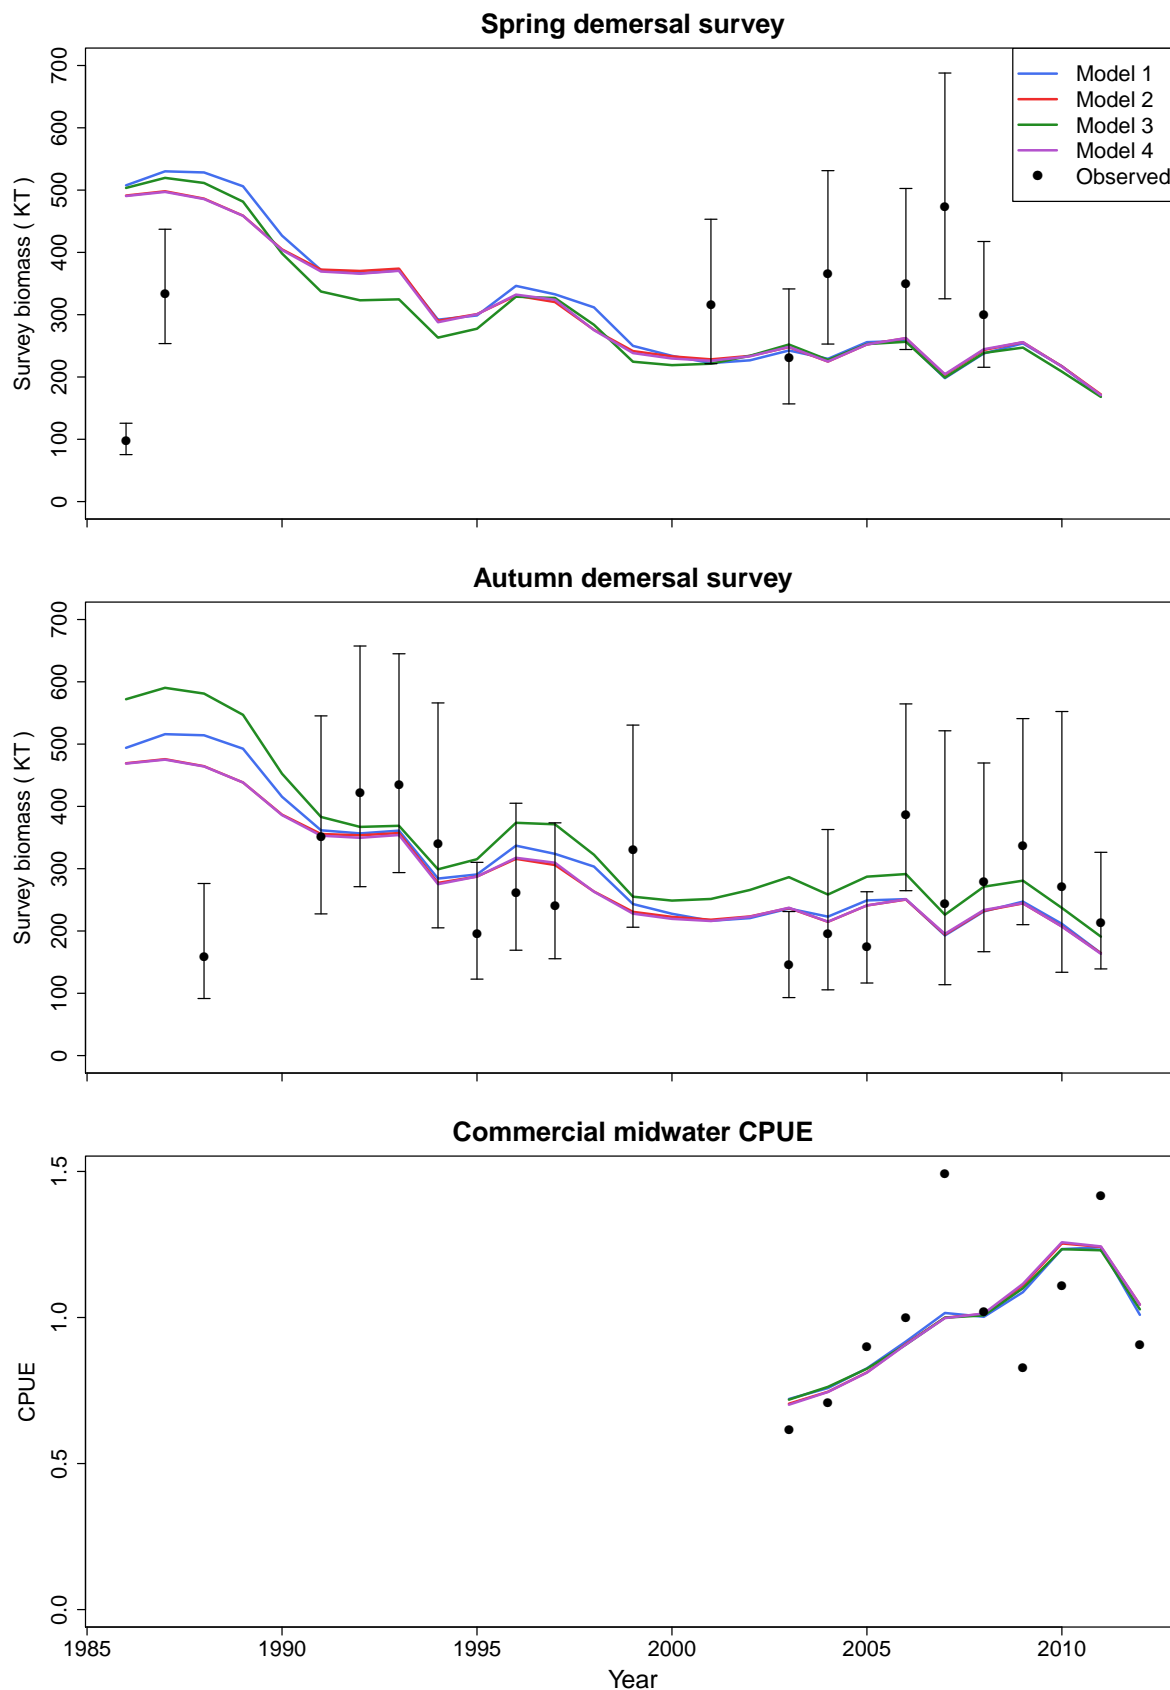 Spring demersal survey
Survey biomass ( KT )
700
600
500
400
300
200
100
0
Model 1
Model 2
Model 3
Model 4
Observed
Autumn demersal survey
Survey biomass ( KT )
700
600
500
400
300
200
100
0
Commercial midwater CPUE
CPUE
1.5
1.0
0.5
0.0
1985 1990 1995 2000 2005 2010
Year